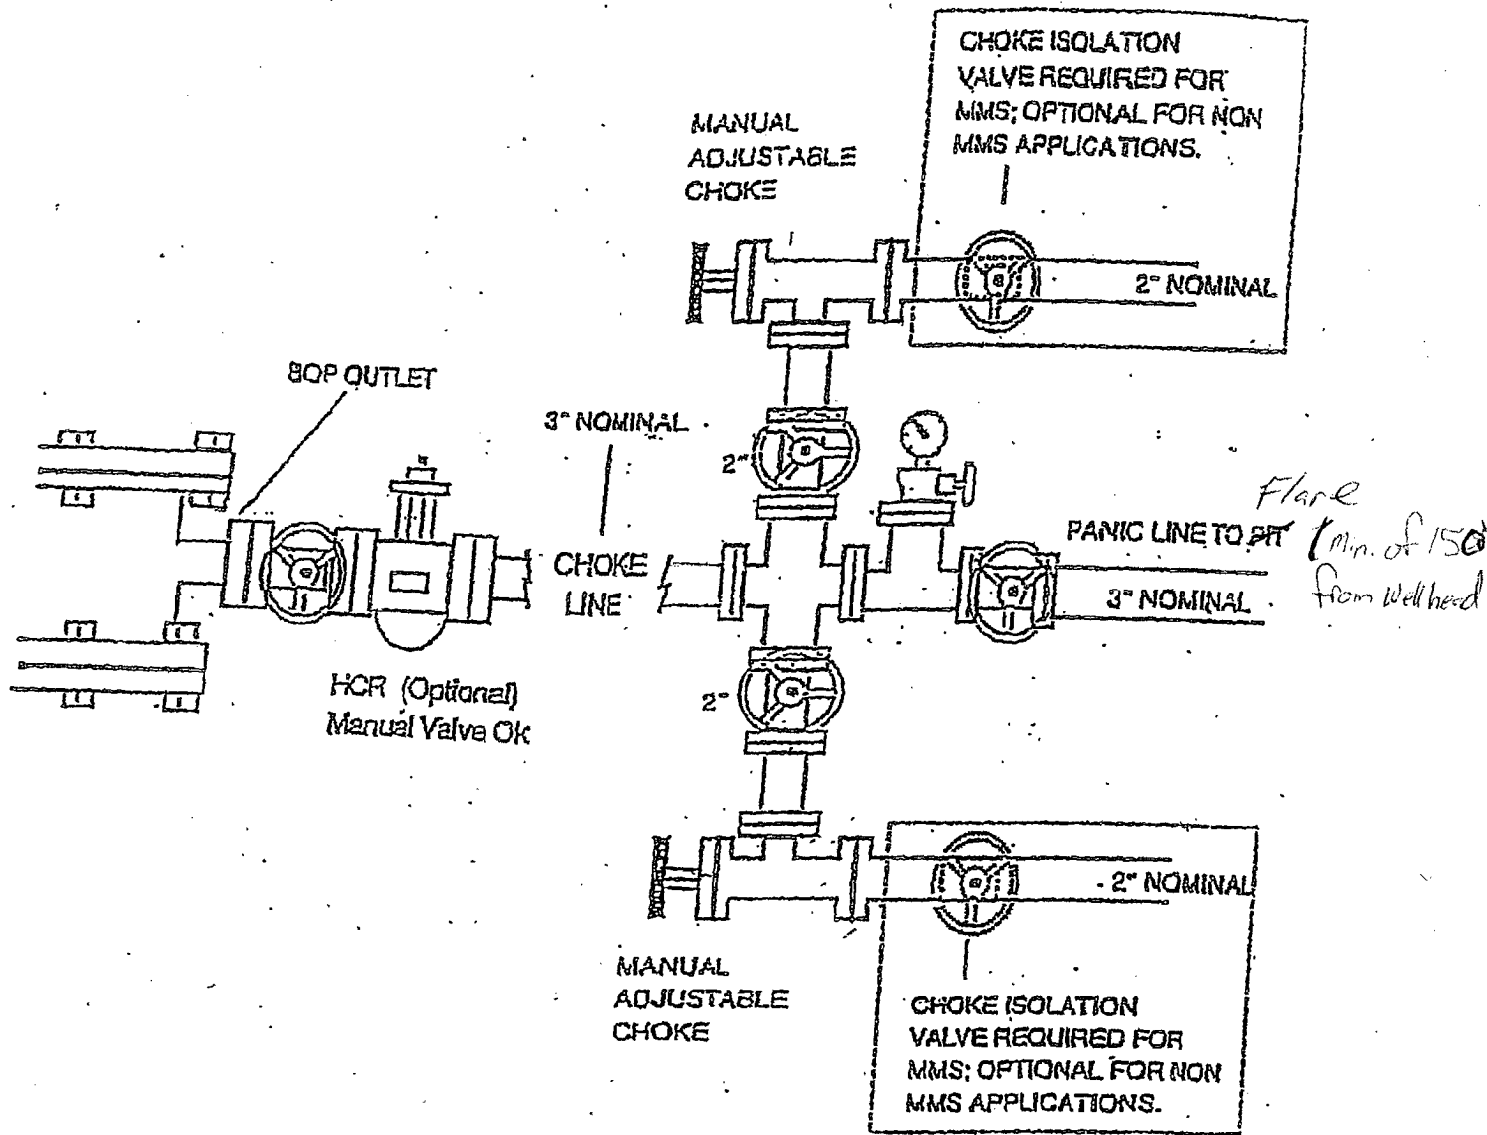 CHOKE ISOLATION
VALVE REQUIRED FOR
MMS; OPTIONAL FOR NON
MMS APPLICATIONS.
MANUAL
ADJUSTABLE
CHOKE
2" NOMINAL
BOP OUTLET
3" NOMINAL
2"
Flare
PANIC LINE TO PIT
(Min. of 150'
from Wellhead
3" NOMINAL
CHOKE
LINE
HCR (Optional)
Manual Valve Ok
2"
2" NOMINAL
MANUAL
ADJUSTABLE
CHOKE
CHOKE ISOLATION
VALVE REQUIRED FOR
MMS; OPTIONAL FOR NON
MMS APPLICATIONS.